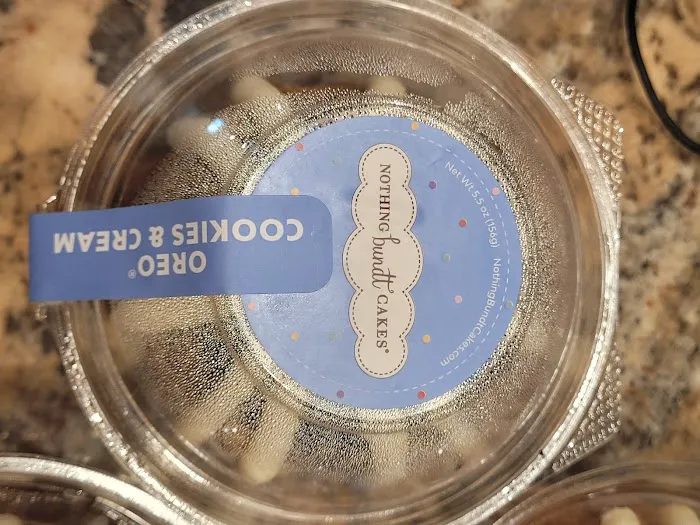 OREO®
COOKIES & CREAM
NOTHING
bundt
CAKES®
Net Wt. 5.5 oz (156g) NothingBundtCakes.com